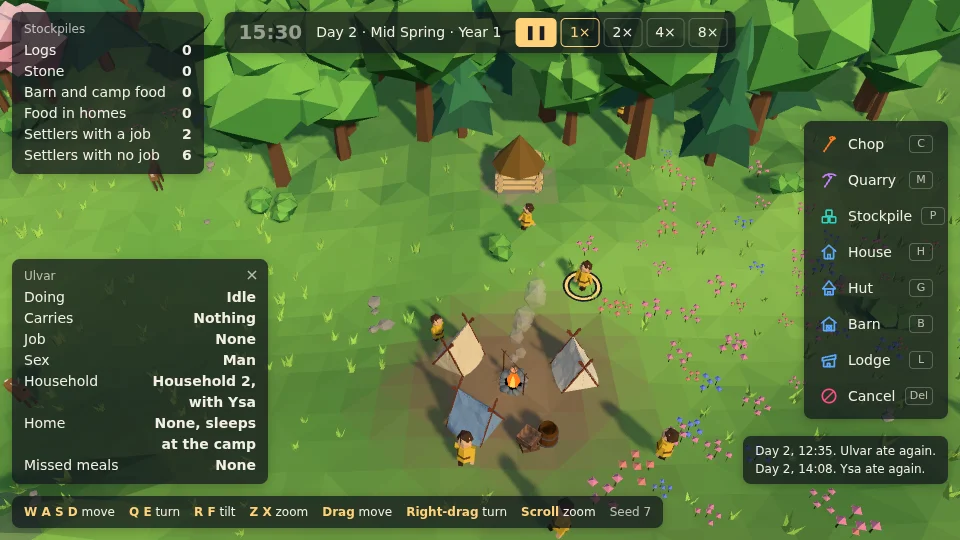 Stockpiles
Logs 0
Stone 0
Barn and camp food 0
Food in homes 0
Settlers with a job 2
Settlers with no job 6
15:30 Day 2 · Mid Spring · Year 1 1× 2× 4× 8×
Chop C
Quarry M
Stockpile P
House H
Hut G
Barn B
Lodge L
Cancel Del
Ulvar ×
Doing Idle
Carries Nothing
Job None
Sex Man
Household Household 2,
with Ysa
Home None, sleeps
at the camp
Missed meals None
Day 2, 12:35. Ulvar ate again.
Day 2, 14:08. Ysa ate again.
W A S D move Q E turn R F tilt Z X zoom Drag move Right-drag turn Scroll zoom Seed 7